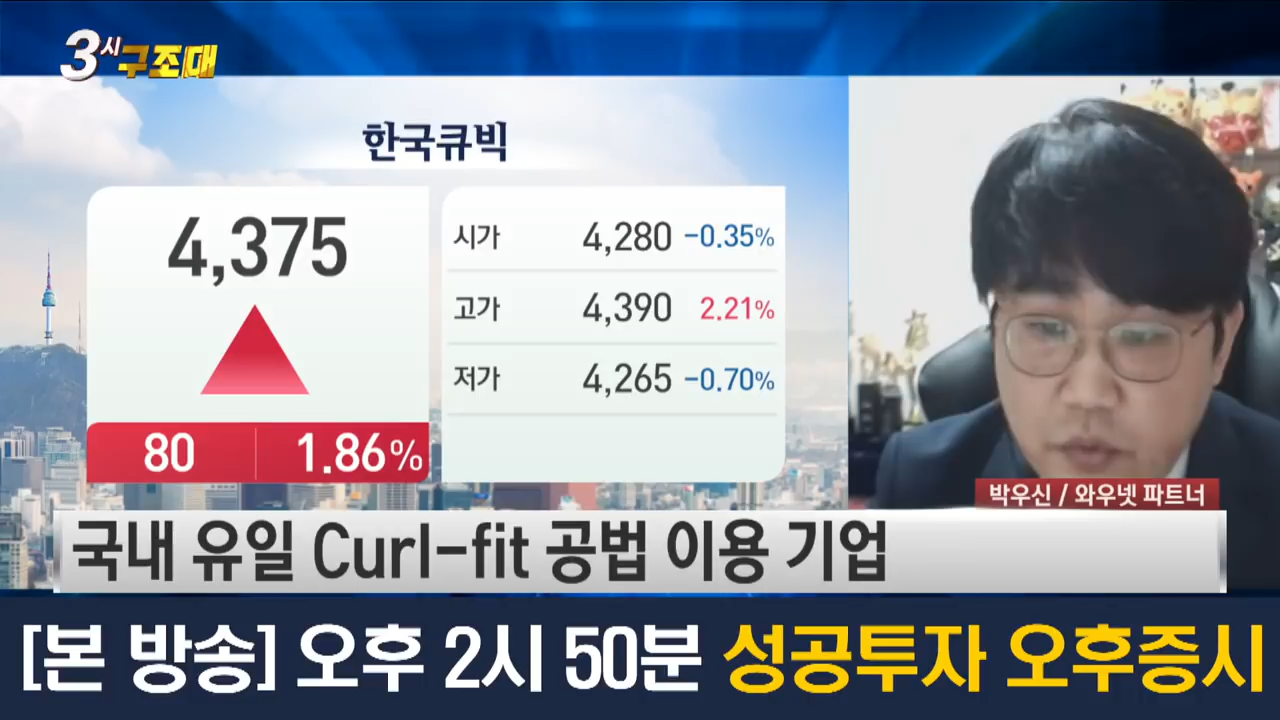 3시 구조대
한국큐빅
4,375
80 1.86%
시가 4,280 -0.35%
고가 4,390 2.21%
저가 4,265 -0.70%
박우신 / 와우넷 파트너
국내 유일 Curl-fit 공법 이용 기업
[본 방송] 오후 2시 50분 성공투자 오후증시